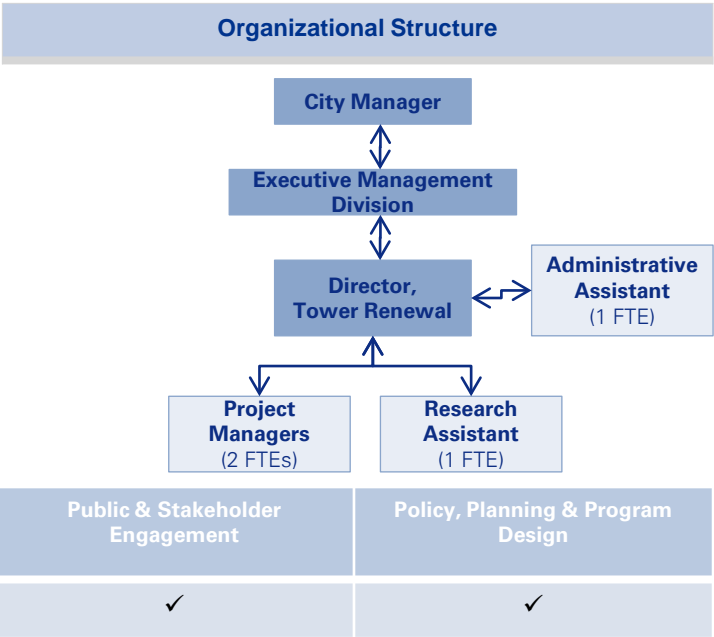 Organizational Structure
City Manager
Executive Management
Division
Director,
Tower Renewal
Administrative
Assistant
(1 FTE)
Project
Managers
(2 FTEs)
Research
Assistant
(1 FTE)
Public & Stakeholder
Engagement
Policy, Planning & Program
Design
✓
✓